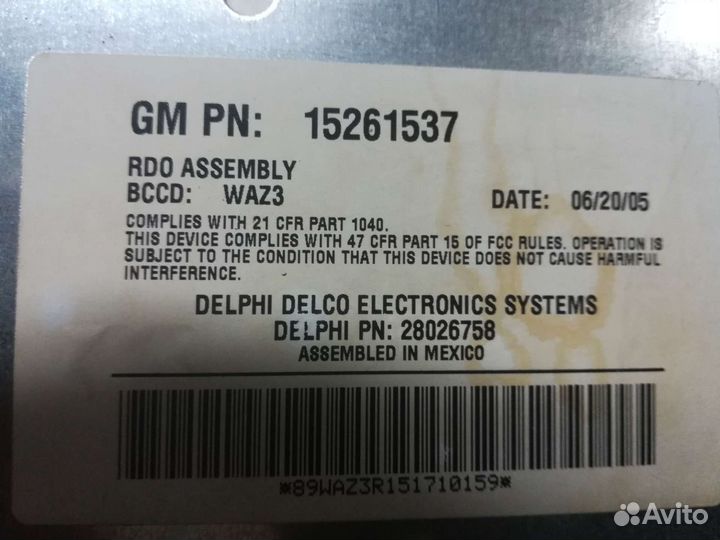 GM PN: 15261537
RDO ASSEMBLY
BCCD: WAZ3 DATE: 06/20/05
COMPLIES WITH 21 CFR PART 1040.
THIS DEVICE COMPLIES WITH 47 CFR PART 15 OF FCC RULES. OPERATION IS
SUBJECT TO THE CONDITION THAT THIS DEVICE DOES NOT CAUSE HARMFUL
INTERFERENCE.
DELPHI DELCO ELECTRONICS SYSTEMS
DELPHI PN: 28026758
ASSEMBLED IN MEXICO
*89WAZ3R151710159*
Avito